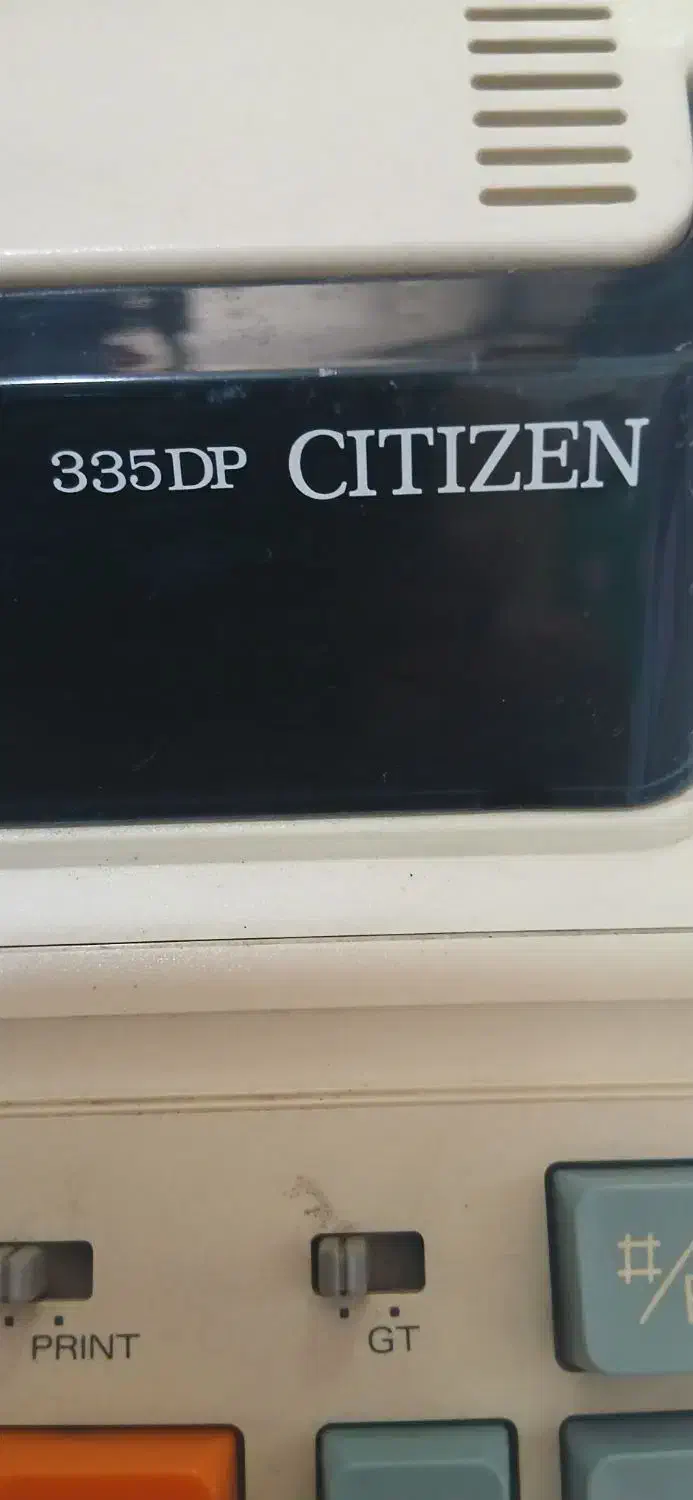 335DP CITIZEN
#/
PRINT
GT